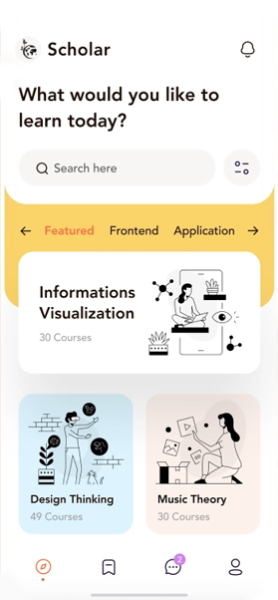 Scholar
What would you like to
learn today?
Search here
Featured Frontend Application
Informations
Visualization
30 Courses
Design Thinking Music Theory
49 Courses 30 Courses
2